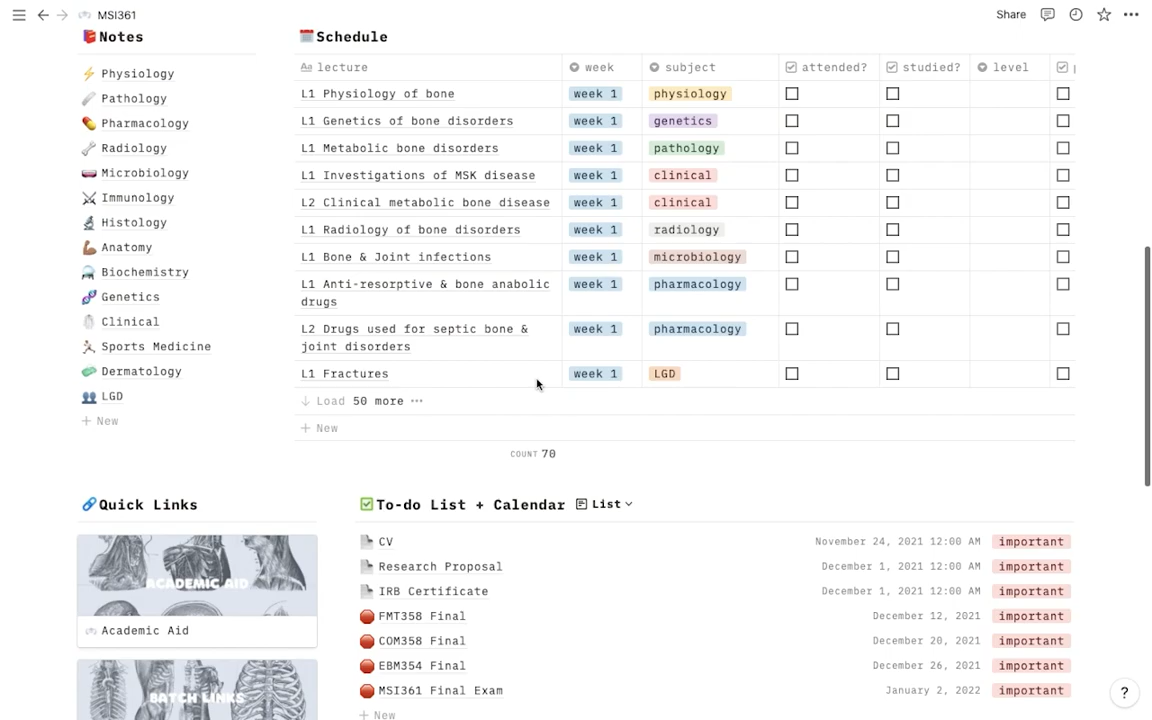 MSI361
Share
Notes
Physiology
Pathology
Pharmacology
Radiology
Microbiology
Immunology
Histology
Anatomy
Biochemistry
Genetics
Clinical
Sports Medicine
Dermatology
LGD
+ New
Schedule
Aa lecture week subject attended? studied? level
L1 Physiology of bone week 1 physiology
L1 Genetics of bone disorders week 1 genetics
L1 Metabolic bone disorders week 1 pathology
L1 Investigations of MSK disease week 1 clinical
L2 Clinical metabolic bone disease week 1 clinical
L1 Radiology of bone disorders week 1 radiology
L1 Bone & Joint infections week 1 microbiology
L1 Anti-resorptive & bone anabolic week 1 pharmacology
drugs
L2 Drugs used for septic bone & week 1 pharmacology
joint disorders
L1 Fractures week 1 LGD
Load 50 more •••
+ New
COUNT 70
Quick Links
ACADEMIC AID
Academic Aid
BATCH LINKS
To-do List + Calendar List
CV November 24, 2021 12:00 AM important
Research Proposal December 1, 2021 12:00 AM important
IRB Certificate December 1, 2021 12:00 AM important
FMT358 Final December 12, 2021 important
COM358 Final December 20, 2021 important
EBM354 Final December 26, 2021 important
MSI361 Final Exam January 2, 2022 important
+ New
?